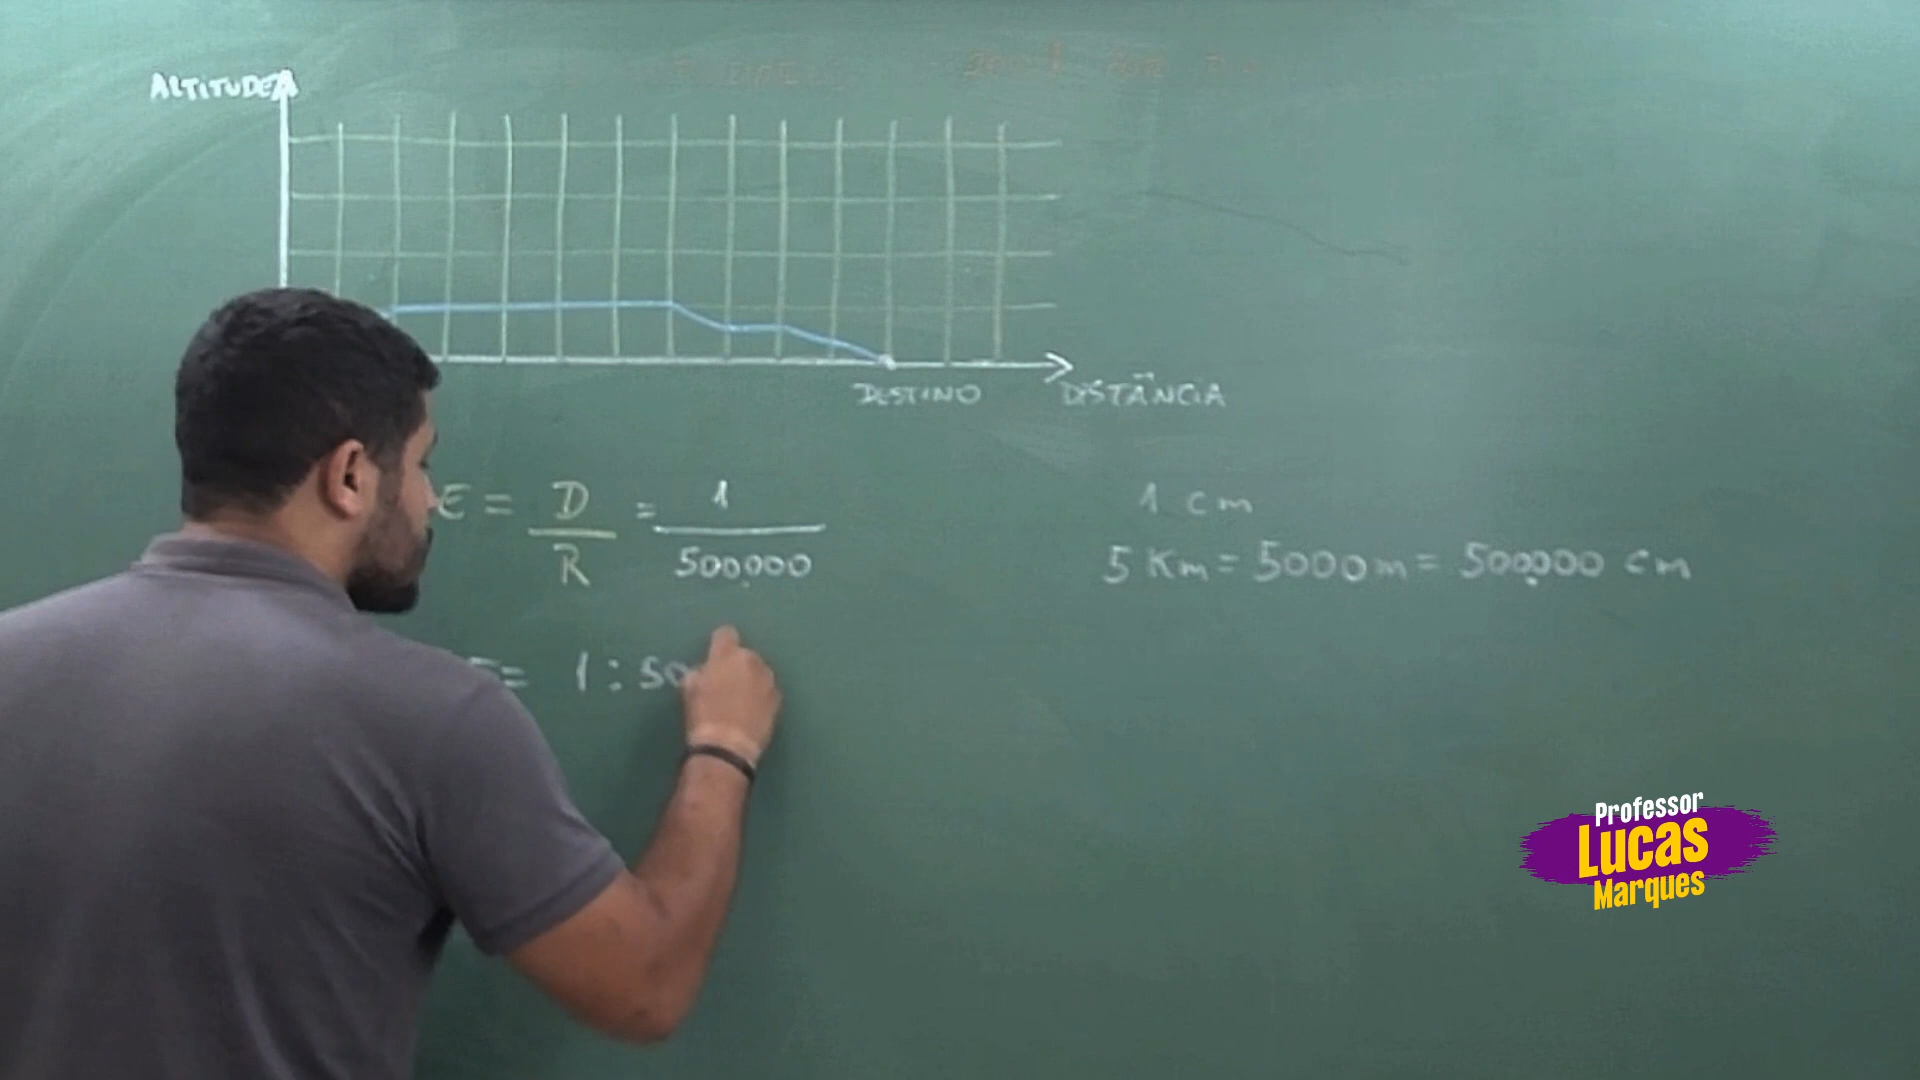 ALTITUDE
DESTINO
DISTÂNCIA
E = D/R = 1/500.000
1 cm
5 Km = 5000 m = 500.000 cm
E = 1 : 50
Professor
Lucas
Marques